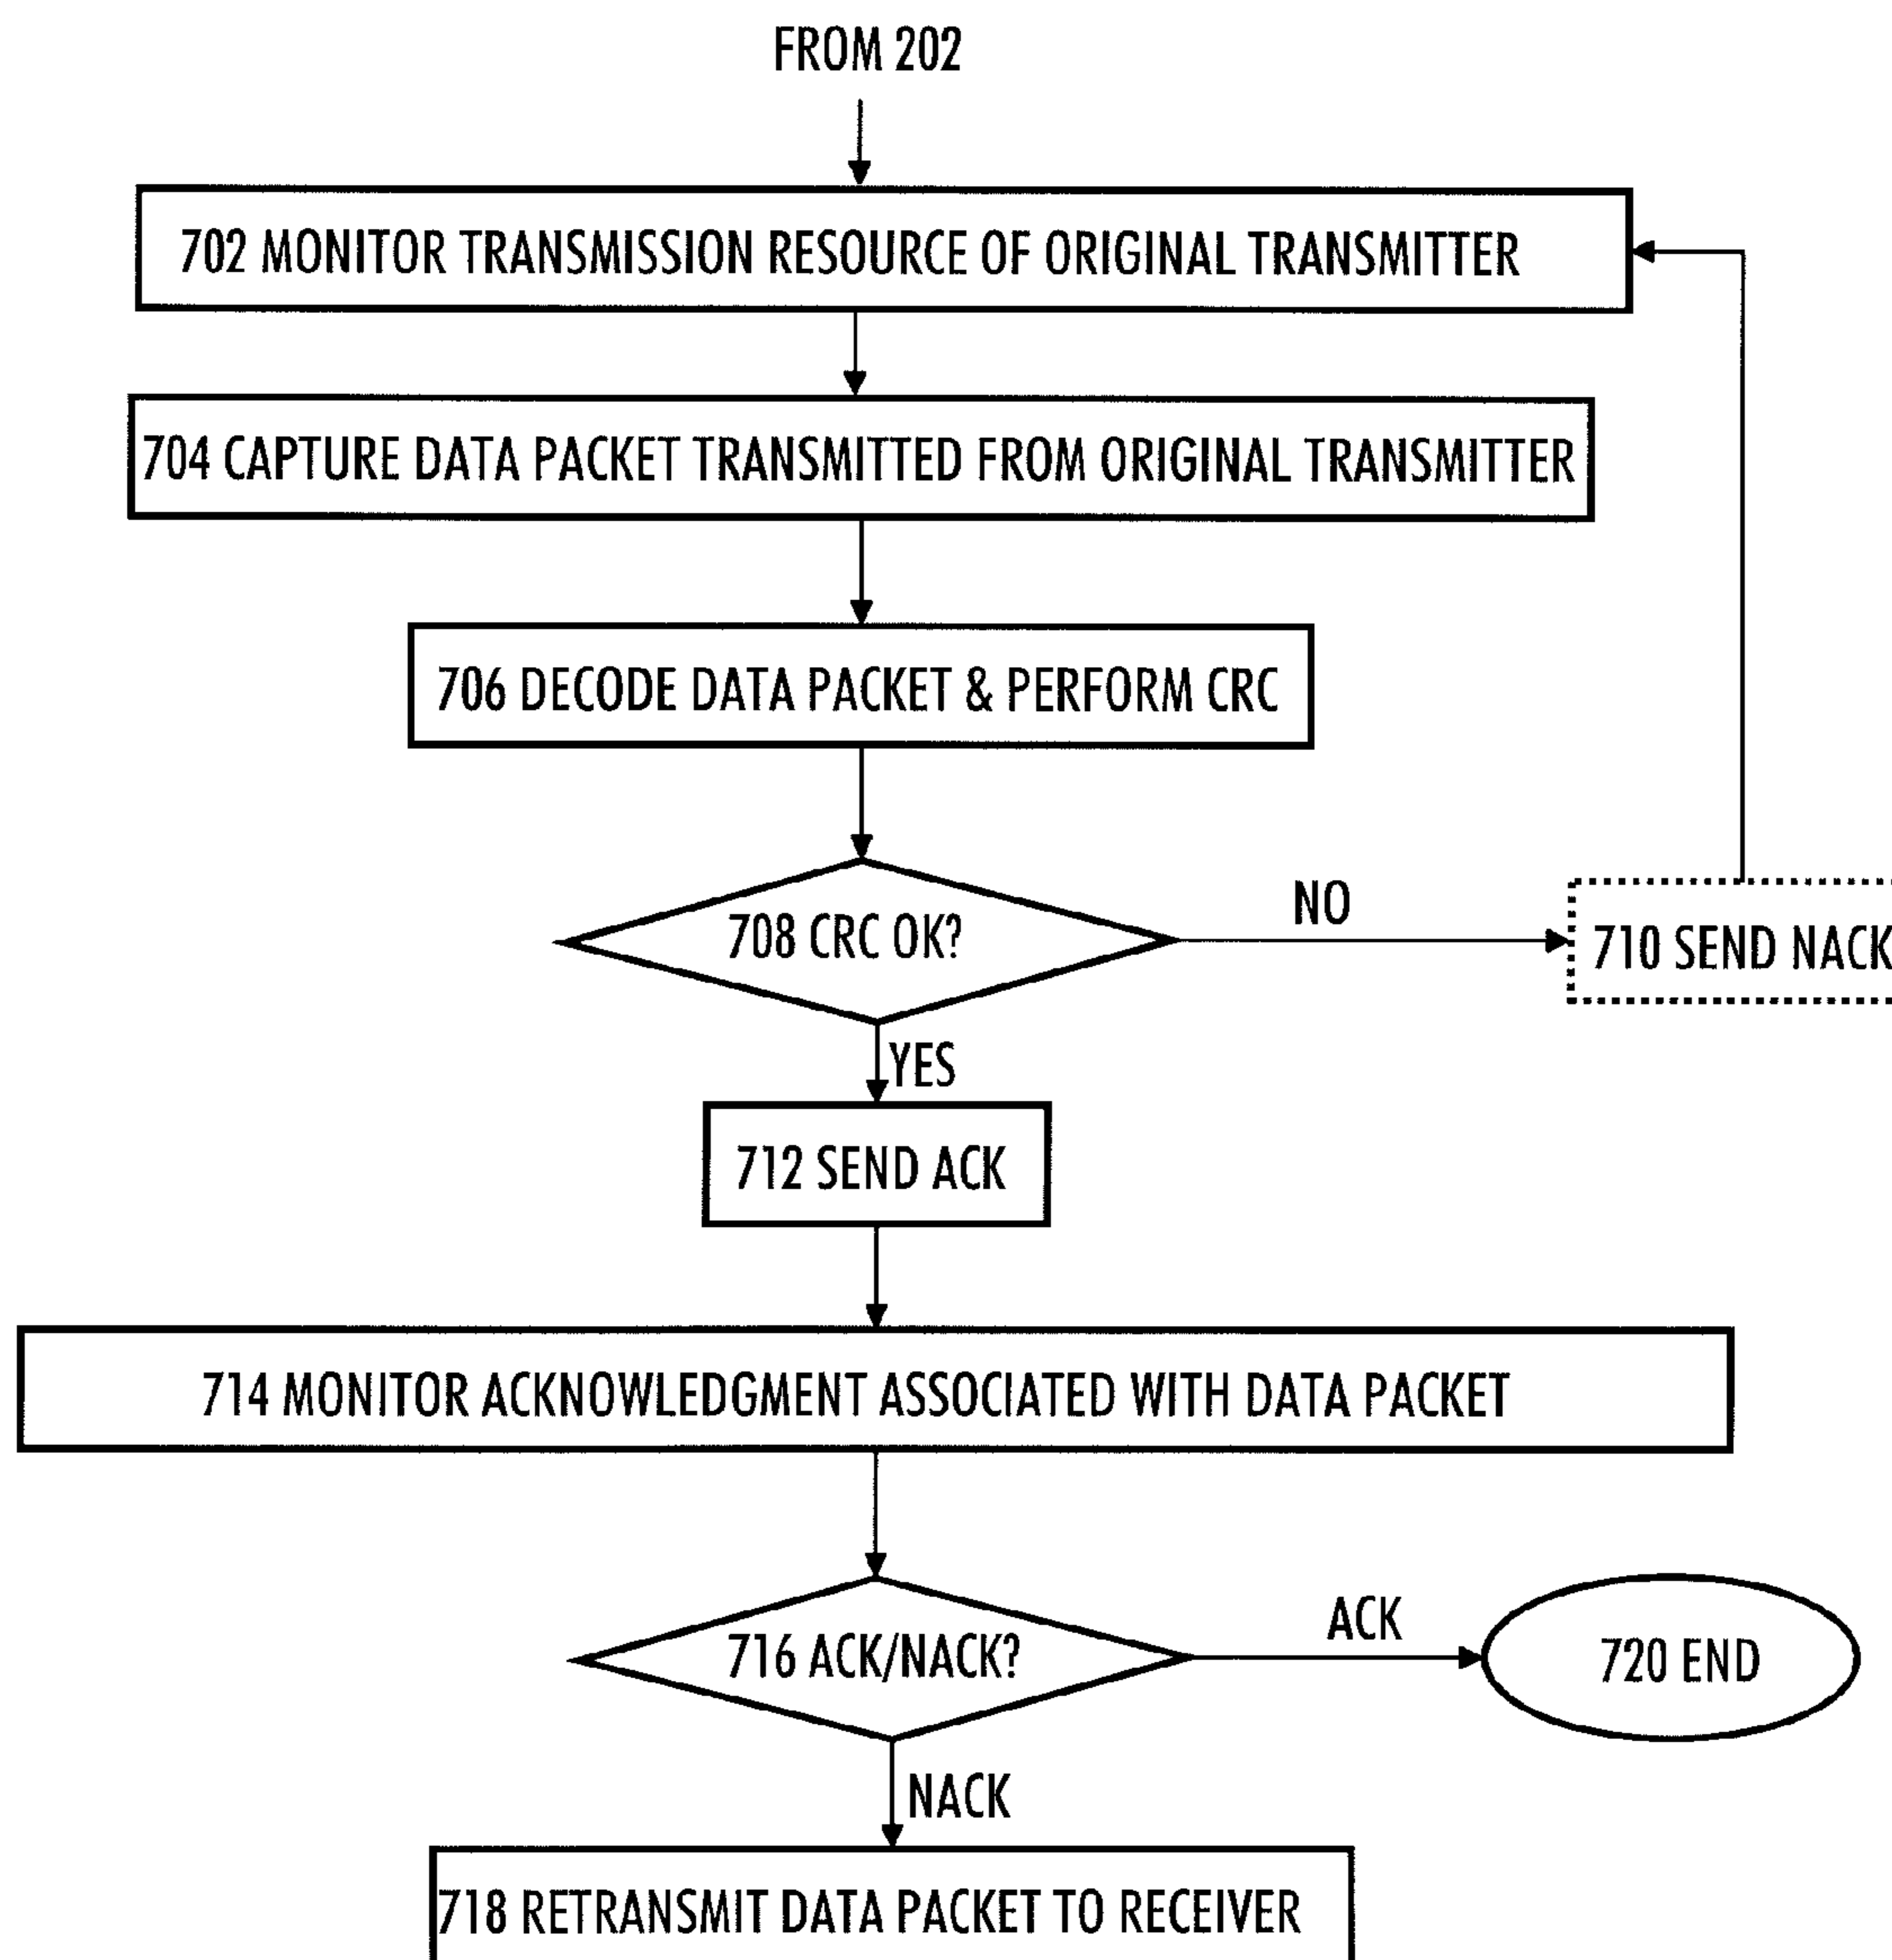 FROM 202
702 MONITOR TRANSMISSION RESOURCE OF ORIGINAL TRANSMITTER
704 CAPTURE DATA PACKET TRANSMITTED FROM ORIGINAL TRANSMITTER
706 DECODE DATA PACKET & PERFORM CRC
708 CRC OK?
NO
710 SEND NACK
YES
712 SEND ACK
714 MONITOR ACKNOWLEDGMENT ASSOCIATED WITH DATA PACKET
716 ACK/NACK?
ACK
720 END
NACK
718 RETRANSMIT DATA PACKET TO RECEIVER